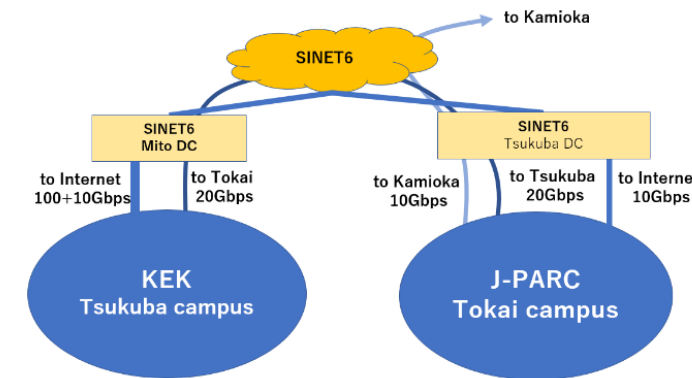 to Kamioka
SINET6
SINET6
Mito DC
SINET6
Tsukuba DC
to Internet
100+10Gbps
to Tokai
20Gbps
to Kamioka
10Gbps
to Tsukuba
20Gbps
to Interne
10Gbps
KEK
Tsukuba campus
J-PARC
Tokai campus